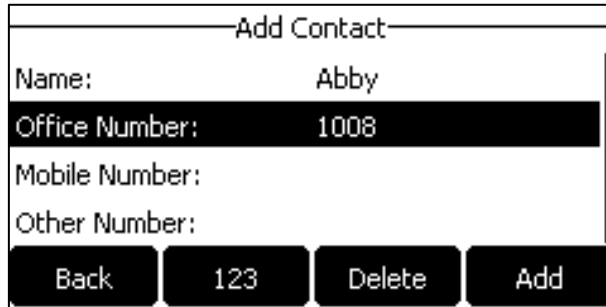 Add Contact
Name: Abby
Office Number: 1008
Mobile Number:
Other Number:
Back 123 Delete Add